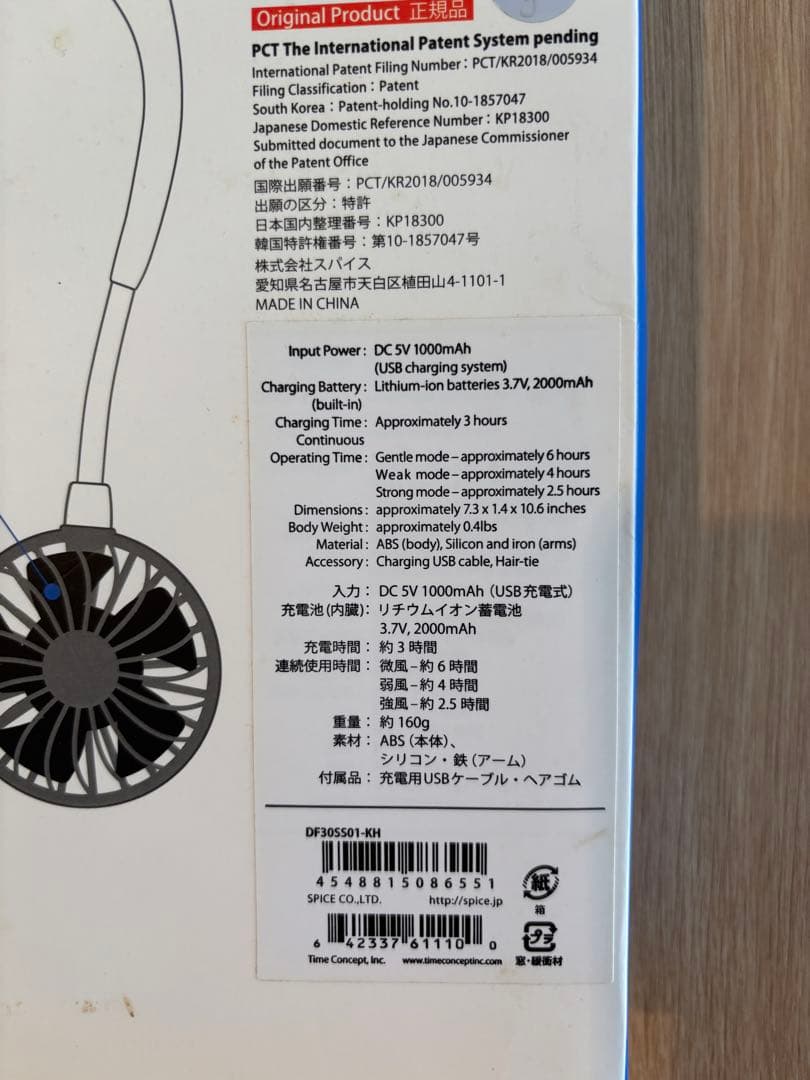 Original Product 正規品
PCT The International Patent System pending
International Patent Filing Number : PCT/KR2018/005934
Filing Classification : Patent
South Korea : Patent-holding No.10-1857047
Japanese Domestic Reference Number : KP18300
Submitted document to the Japanese Commissioner
of the Patent Office
国際出願番号：PCT/KR2018/005934
出願の区分：特許
日本国内整理番号：KP18300
韓国特許権番号：第10-1857047号
株式会社スパイス
愛知県名古屋市天白区植田山4-1101-1
MADE IN CHINA
Input Power : DC 5V 1000mAh
(USB charging system)
Charging Battery : Lithium-ion batteries 3.7V, 2000mAh
(built-in)
Charging Time : Approximately 3 hours
Continuous
Operating Time : Gentle mode – approximately 6 hours
Weak mode – approximately 4 hours
Strong mode – approximately 2.5 hours
Dimensions : approximately 7.3 x 1.4 x 10.6 inches
Body Weight : approximately 0.4lbs
Material : ABS (body), Silicon and iron (arms)
Accessory : Charging USB cable, Hair-tie
入力： DC 5V 1000mAh（USB充電式）
充電池(内臓)： リチウムイオン蓄電池
3.7V, 2000mAh
充電時間： 約3時間
連続使用時間： 微風–約6時間
弱風–約4時間
強風–約2.5時間
重量： 約160g
素材： ABS（本体）、
シリコン・鉄（アーム）
付属品： 充電用USBケーブル・ヘアゴム
DF30SS01-KH
4548815086551
SPICE CO.,LTD. http://spice.jp
紙
箱
6 42337 61110 0
プラ
Time Concept, Inc. www.timeconceptinc.com 窓・緩衝材